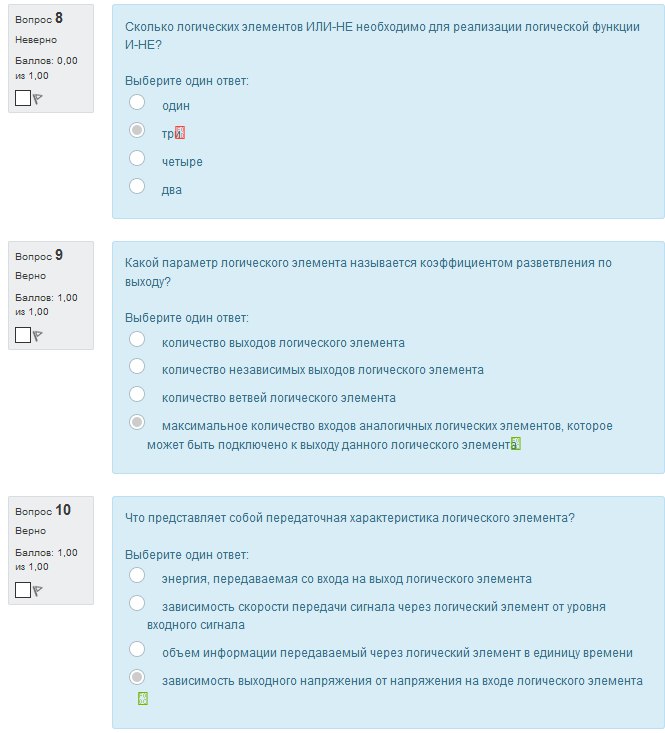 Вопрос 8
Неверно
Баллов: 0,00
из 1,00
Сколько логических элементов ИЛИ-НЕ необходимо для реализации логической функции
И-НЕ?
Выберите один ответ:
один
три
четыре
два
Вопрос 9
Верно
Баллов: 1,00
из 1,00
Какой параметр логического элемента называется коэффициентом разветвления по
выходу?
Выберите один ответ:
количество выходов логического элемента
количество независимых выходов логического элемента
количество ветвей логического элемента
максимальное количество входов аналогичных логических элементов, которое
может быть подключено к выходу данного логического элемента
Вопрос 10
Верно
Баллов: 1,00
из 1,00
Что представляет собой передаточная характеристика логического элемента?
Выберите один ответ:
энергия, передаваемая со входа на выход логического элемента
зависимость скорости передачи сигнала через логический элемент от уровня
входного сигнала
объем информации передаваемый через логический элемент в единицу времени
зависимость выходного напряжения от напряжения на входе логического элемента